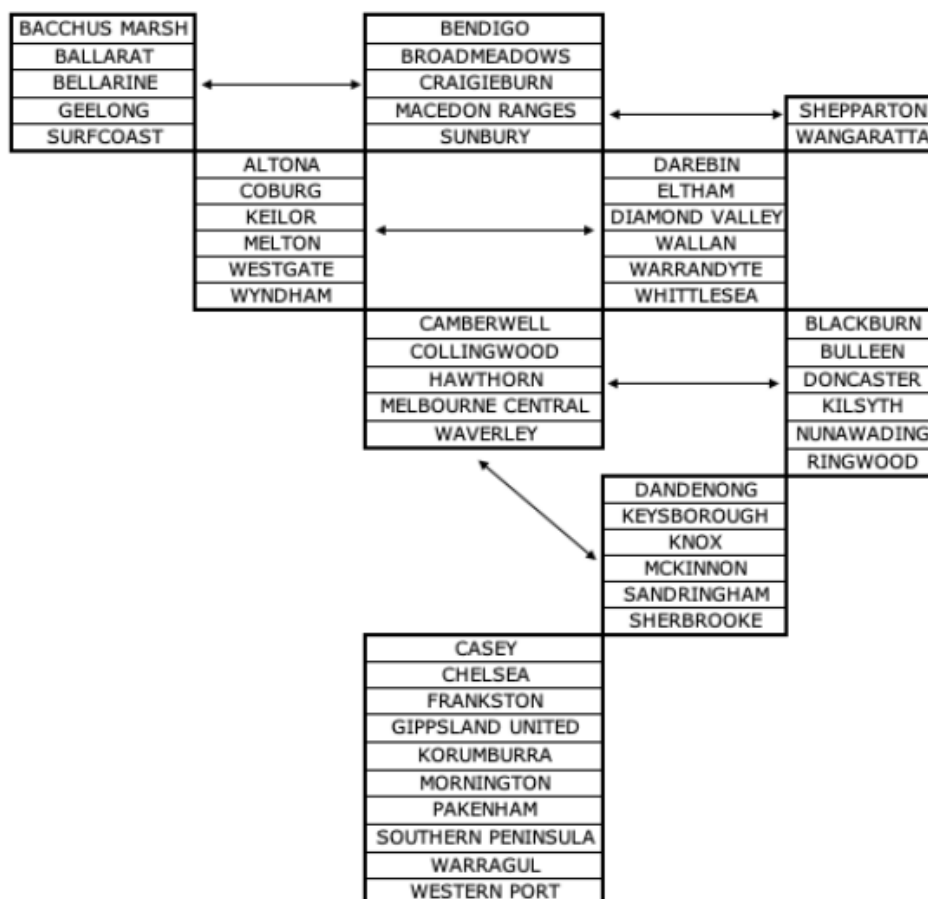 BACCHUS MARSH
BALLARAT
BELLARINE
GEELONG
SURFCOAST
BENDIGO
BROADMEADOWS
CRAIGIEBURN
MACEDON RANGES
SUNBURY
SHEPPARTON
WANGARATTA
ALTONA
COBURG
KEILOR
MELTON
WESTGATE
WYNDHAM
DAREBIN
ELTHAM
DIAMOND VALLEY
WALLAN
WARRANDYTE
WHITTLESEA
CAMBERWELL
COLLINGWOOD
HAWTHORN
MELBOURNE CENTRAL
WAVERLEY
BLACKBURN
BULLEEN
DONCASTER
KILSYTH
NUNAWADING
RINGWOOD
DANDENONG
KEYSBOROUGH
KNOX
MCKINNON
SANDRINGHAM
SHERBROOKE
CASEY
CHELSEA
FRANKSTON
GIPPSLAND UNITED
KORUMBURRA
MORNINGTON
PAKENHAM
SOUTHERN PENINSULA
WARRAGUL
WESTERN PORT